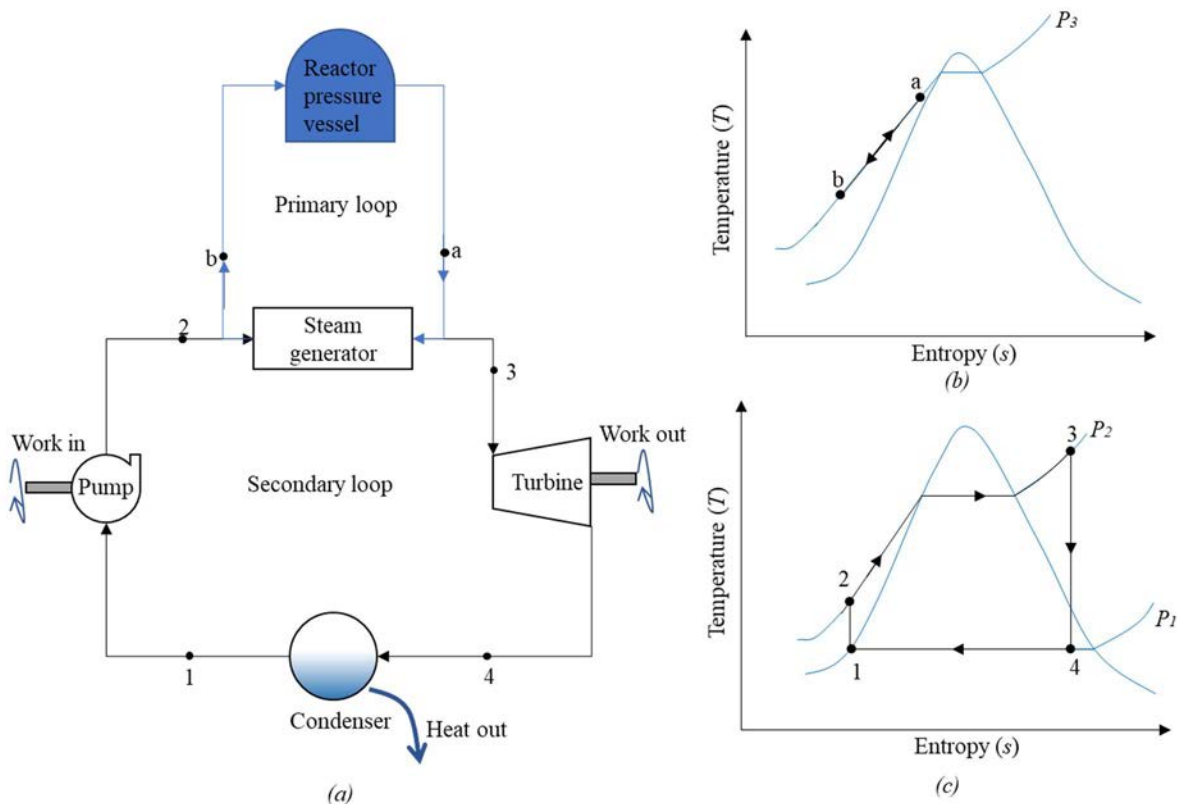 Reactor
pressure
vessel
Primary loop
b
a
2
Steam
generator
3
Work in
Pump
Secondary loop
Turbine
Work out
1
4
Condenser
Heat out
(a)
P3
a
b
Temperature (T)
Entropy (s)
(b)
3
P2
2
P1
1
4
Temperature (T)
Entropy (s)
(c)